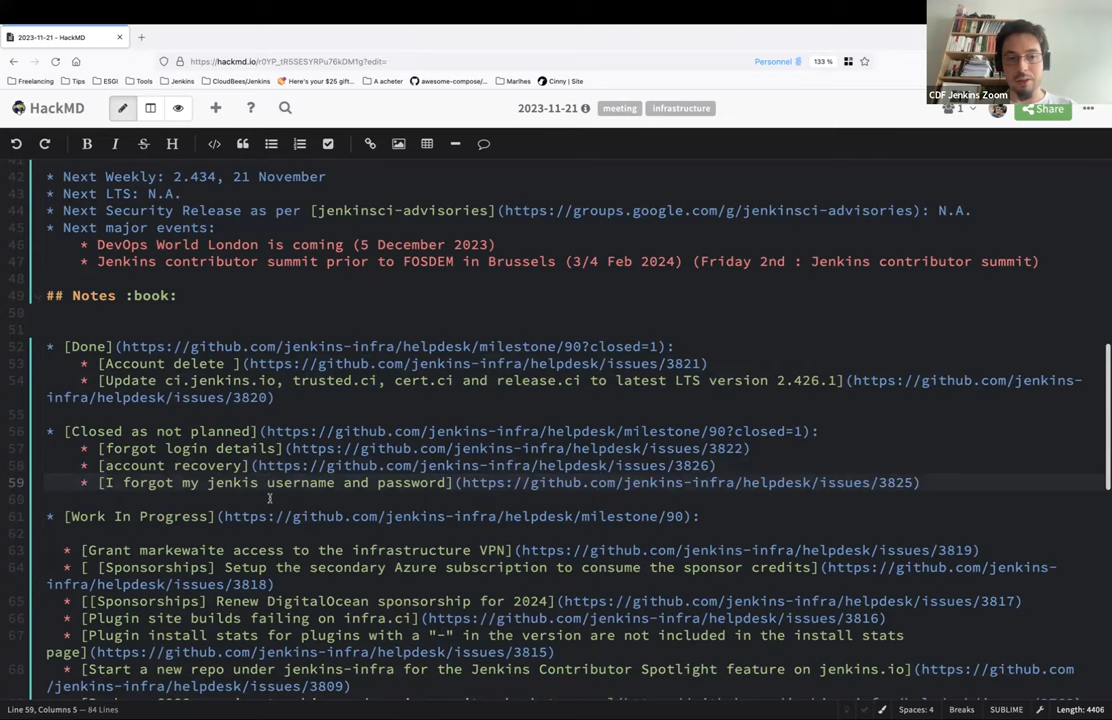 2023-11-21 - HackMD
https://hackmd.io/r0YP_tR5SESYRPu76kDM1g?edit=
Personnel
133 %
Freelancing
Tips
ESGI
Tools
Jenkins
CloudBees/Jenkins
Here's your $25 gift...
A acheter
awesome-compose/...
Marlhes
Cinny | Site
CDF Jenkins Zoom
HackMD
2023-11-21
meeting
infrastructure
1
Share
41
42 * Next Weekly: 2.434, 21 November
43 * Next LTS: N.A.
44 * Next Security Release as per [jenkinsci-advisories](https://groups.google.com/g/jenkinsci-advisories): N.A.
45 * Next major events:
46 * DevOps World London is coming (5 December 2023)
47 * Jenkins contributor summit prior to FOSDEM in Brussels (3/4 Feb 2024) (Friday 2nd : Jenkins contributor summit)
48
49 ## Notes :book:
50
51
52 * [Done](https://github.com/jenkins-infra/helpdesk/milestone/90?closed=1):
53 * [Account delete ](https://github.com/jenkins-infra/helpdesk/issues/3821)
54 * [Update ci.jenkins.io, trusted.ci, cert.ci and release.ci to latest LTS version 2.426.1](https://github.com/jenkins-
infra/helpdesk/issues/3820)
55
56 * [Closed as not planned](https://github.com/jenkins-infra/helpdesk/milestone/90?closed=1):
57 * [forgot login details](https://github.com/jenkins-infra/helpdesk/issues/3822)
58 * [account recovery](https://github.com/jenkins-infra/helpdesk/issues/3826)
59 * [I forgot my jenkis username and password](https://github.com/jenkins-infra/helpdesk/issues/3825)
60
61 * [Work In Progress](https://github.com/jenkins-infra/helpdesk/milestone/90):
62
63 * [Grant markewaite access to the infrastructure VPN](https://github.com/jenkins-infra/helpdesk/issues/3819)
64 * [ [Sponsorships] Setup the secondary Azure subscription to consume the sponsor credits](https://github.com/jenkins-
infra/helpdesk/issues/3818)
65 * [[Sponsorships] Renew DigitalOcean sponsorship for 2024](https://github.com/jenkins-infra/helpdesk/issues/3817)
66 * [Plugin site builds failing on infra.ci](https://github.com/jenkins-infra/helpdesk/issues/3816)
67 * [Plugin install stats for plugins with a "-" in the version are not included in the install stats
page](https://github.com/jenkins-infra/helpdesk/issues/3815)
68 * [Start a new repo under jenkins-infra for the Jenkins Contributor Spotlight feature on jenkins.io](https://github.com
/jenkins-infra/helpdesk/issues/3809)
Line 59, Columns 5 — 84 Lines
Spaces: 4
Breaks
SUBLIME
Length: 4406